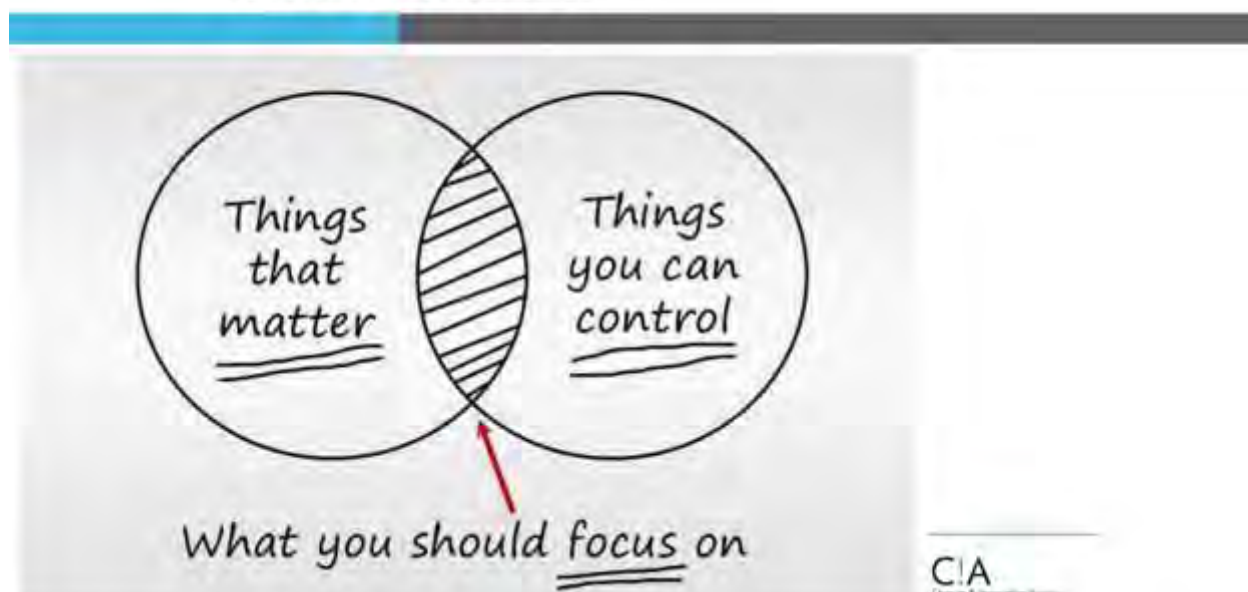 Things
that
matter
Things
you can
control
What you should focus on
C!A